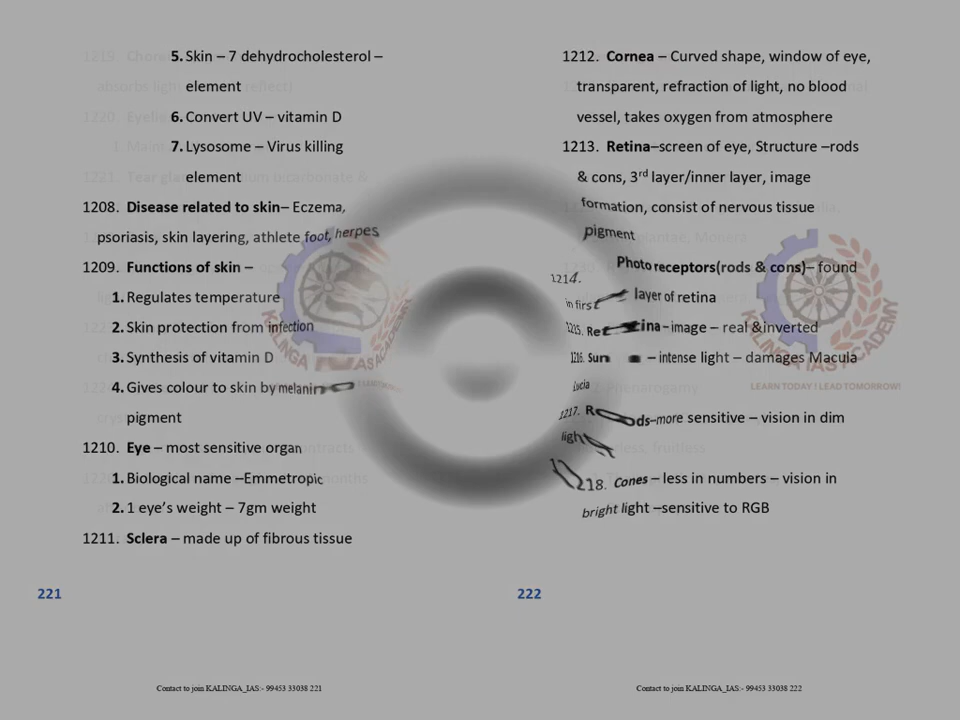 5. Skin – 7 dehydrocholesterol –
element
6. Convert UV – vitamin D
7. Lysosome – Virus killing
element
1208. Disease related to skin– Eczema,
psoriasis, skin layering, athlete foot, herpes
1209. Functions of skin –
1. Regulates temperature
2. Skin protection from infection
3. Synthesis of vitamin D
4. Gives colour to skin by melanin
pigment
1210. Eye – most sensitive organ
1. Biological name –Emmetropic
2. 1 eye's weight – 7gm weight
1211. Sclera – made up of fibrous tissue
221
Contact to join KALINGA_IAS:- 99453 33038 221
1212. Cornea – Curved shape, window of eye,
transparent, refraction of light, no blood
vessel, takes oxygen from atmosphere
1213. Retina–screen of eye, Structure –rods
& cons, 3rd layer/inner layer, image
formation, consist of nervous tissue
pigment
1214. Photo receptors(rods & cons)– found
in first layer of retina
1215. –image – real &inverted
1216. – intense light – damages Macula
1217. –more sensitive – vision in dim
1218. Cones – less in numbers – vision in
bright light –sensitive to RGB
KALINGA IAS ACADEMY
LEARN TODAY ! LEAD TOMORROW!
222
Contact to join KALINGA_IAS:- 99453 33038 222